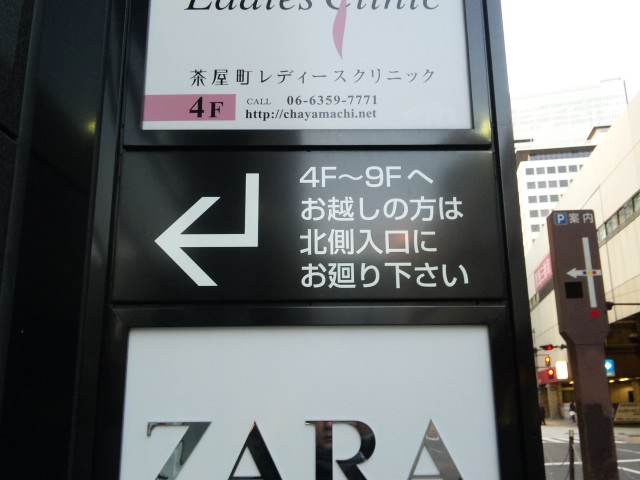 Ladies Clinic
茶屋町レディースクリニック
4F CALL 06-6359-7771
http://chayamachi.net
4F〜9Fへ
お越しの方は
北側入口に
お廻り下さい
P 案内
ZARA